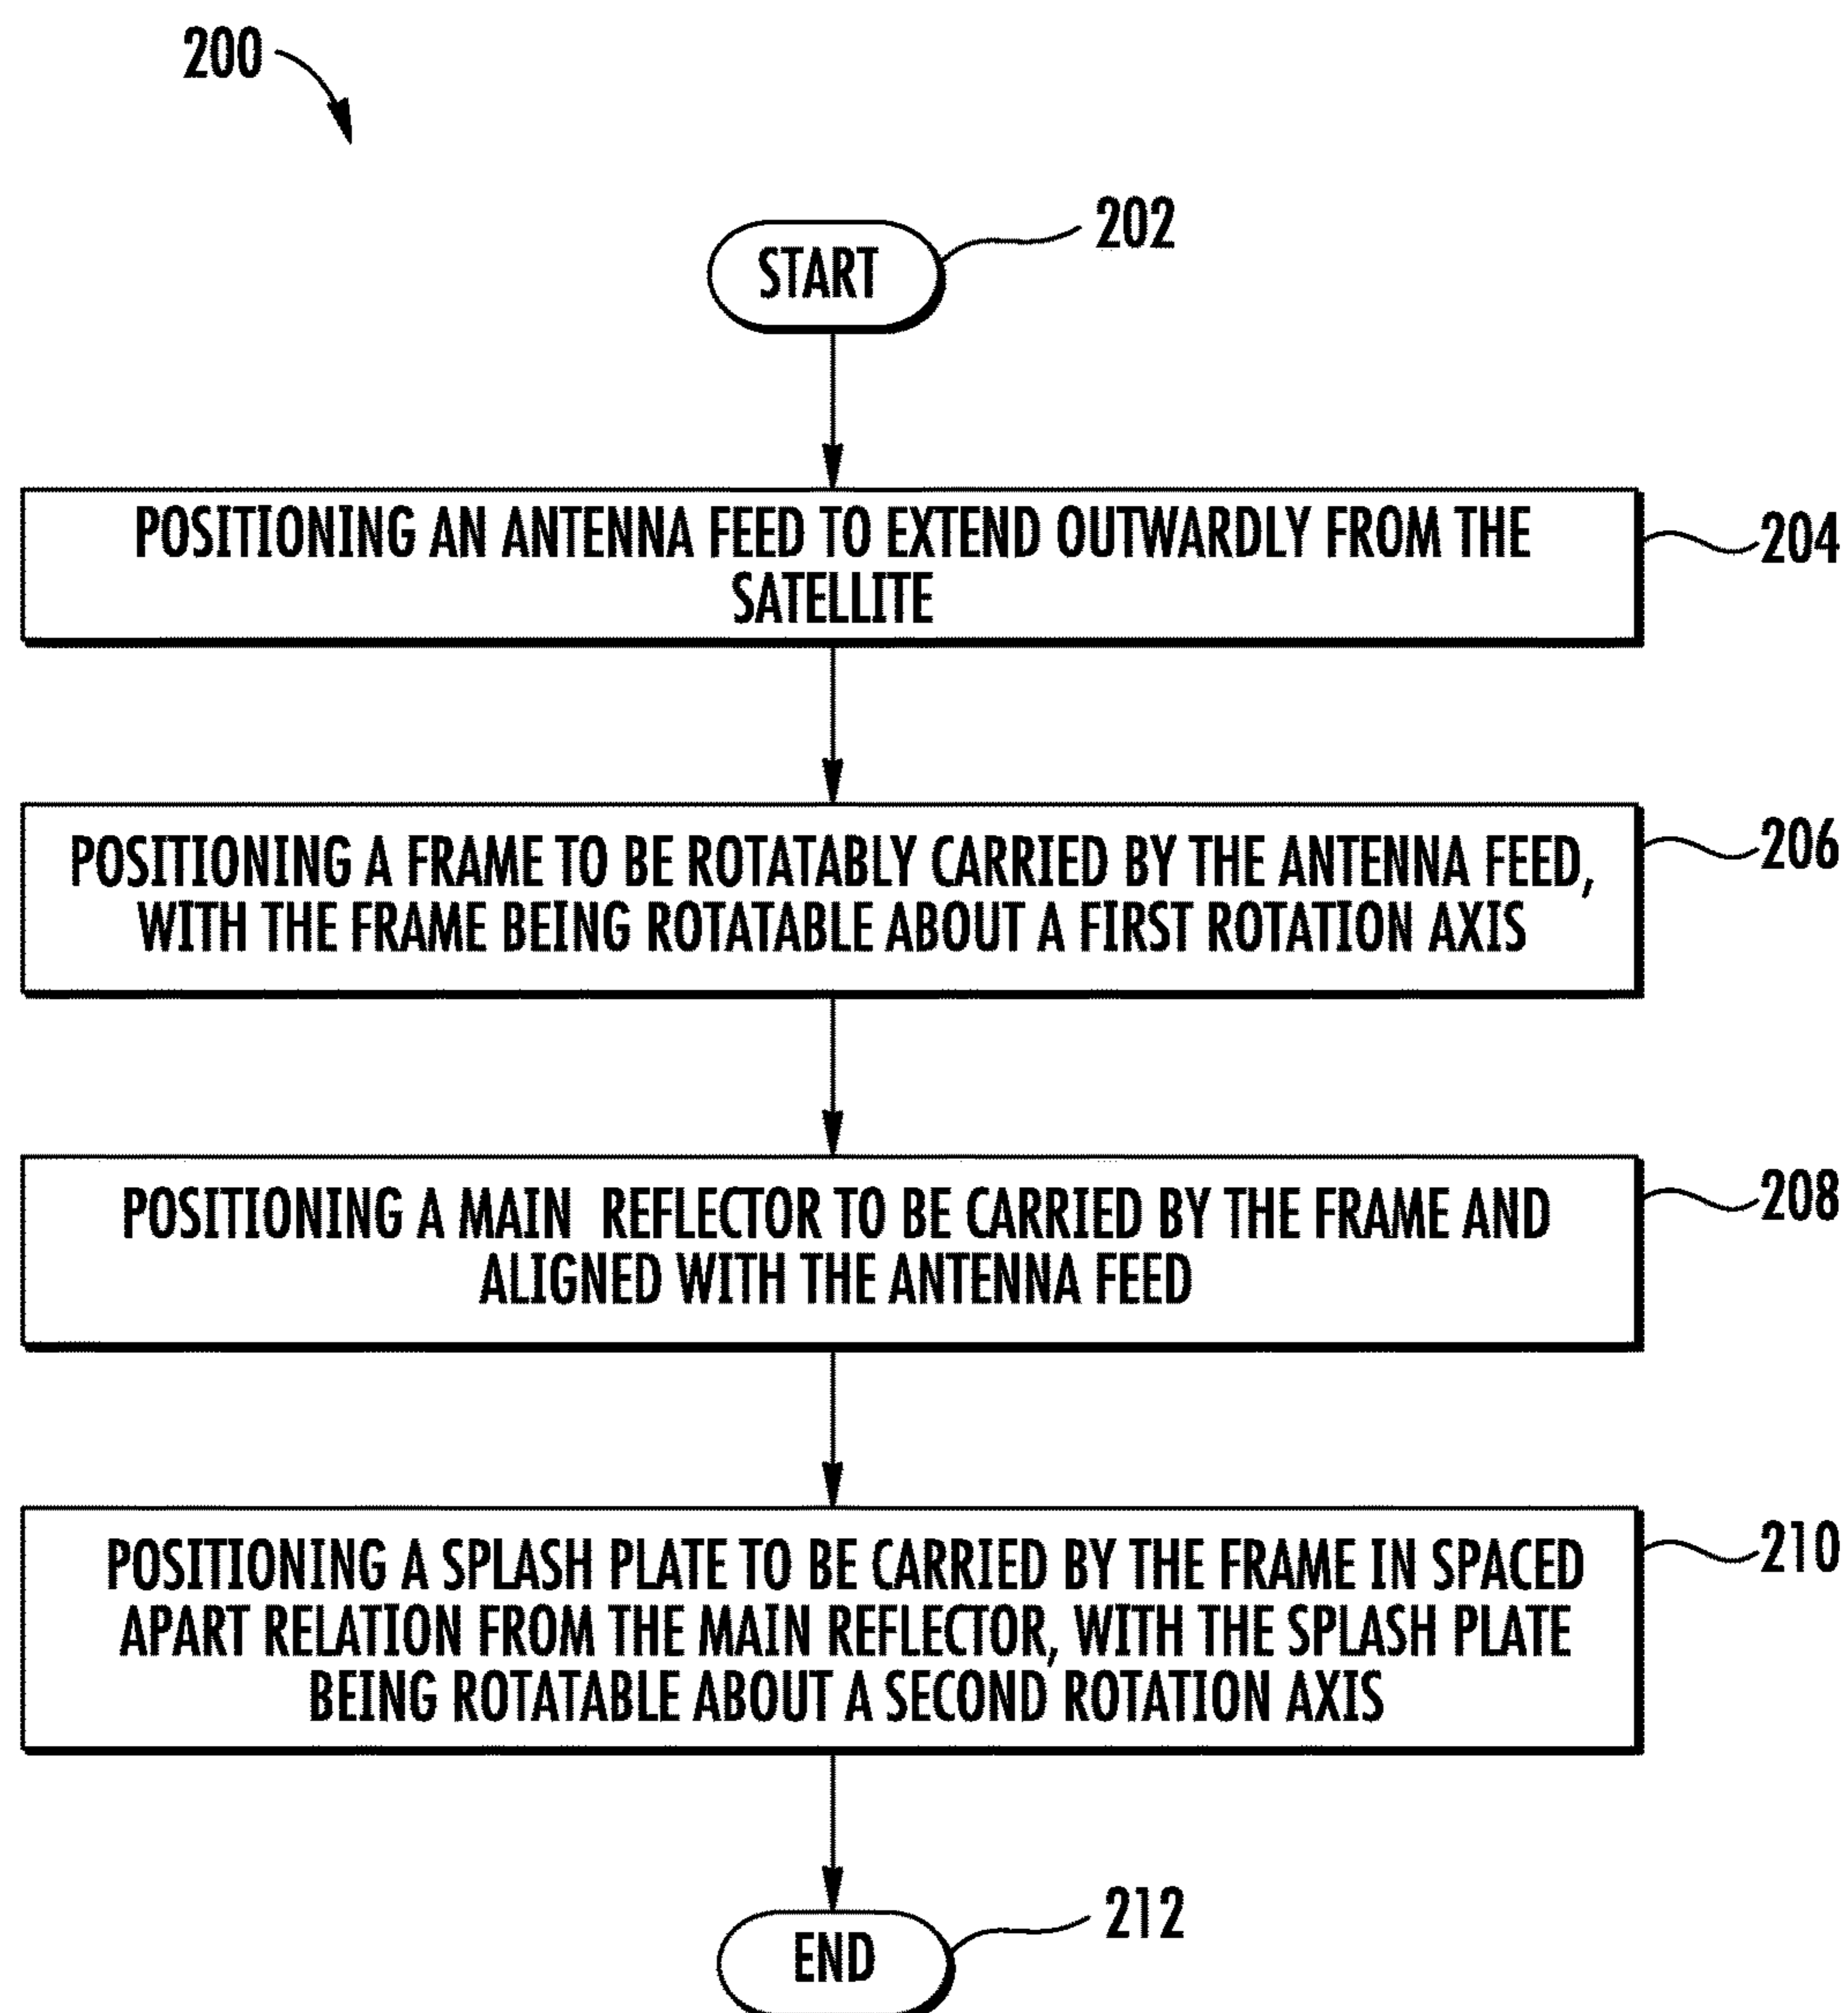 200
202
START
POSITIONING AN ANTENNA FEED TO EXTEND OUTWARDLY FROM THE
SATELLITE
204
POSITIONING A FRAME TO BE ROTATABLY CARRIED BY THE ANTENNA FEED,
WITH THE FRAME BEING ROTATABLE ABOUT A FIRST ROTATION AXIS
206
POSITIONING A MAIN REFLECTOR TO BE CARRIED BY THE FRAME AND
ALIGNED WITH THE ANTENNA FEED
208
POSITIONING A SPLASH PLATE TO BE CARRIED BY THE FRAME IN SPACED
APART RELATION FROM THE MAIN REFLECTOR, WITH THE SPLASH PLATE
BEING ROTATABLE ABOUT A SECOND ROTATION AXIS
210
212
END